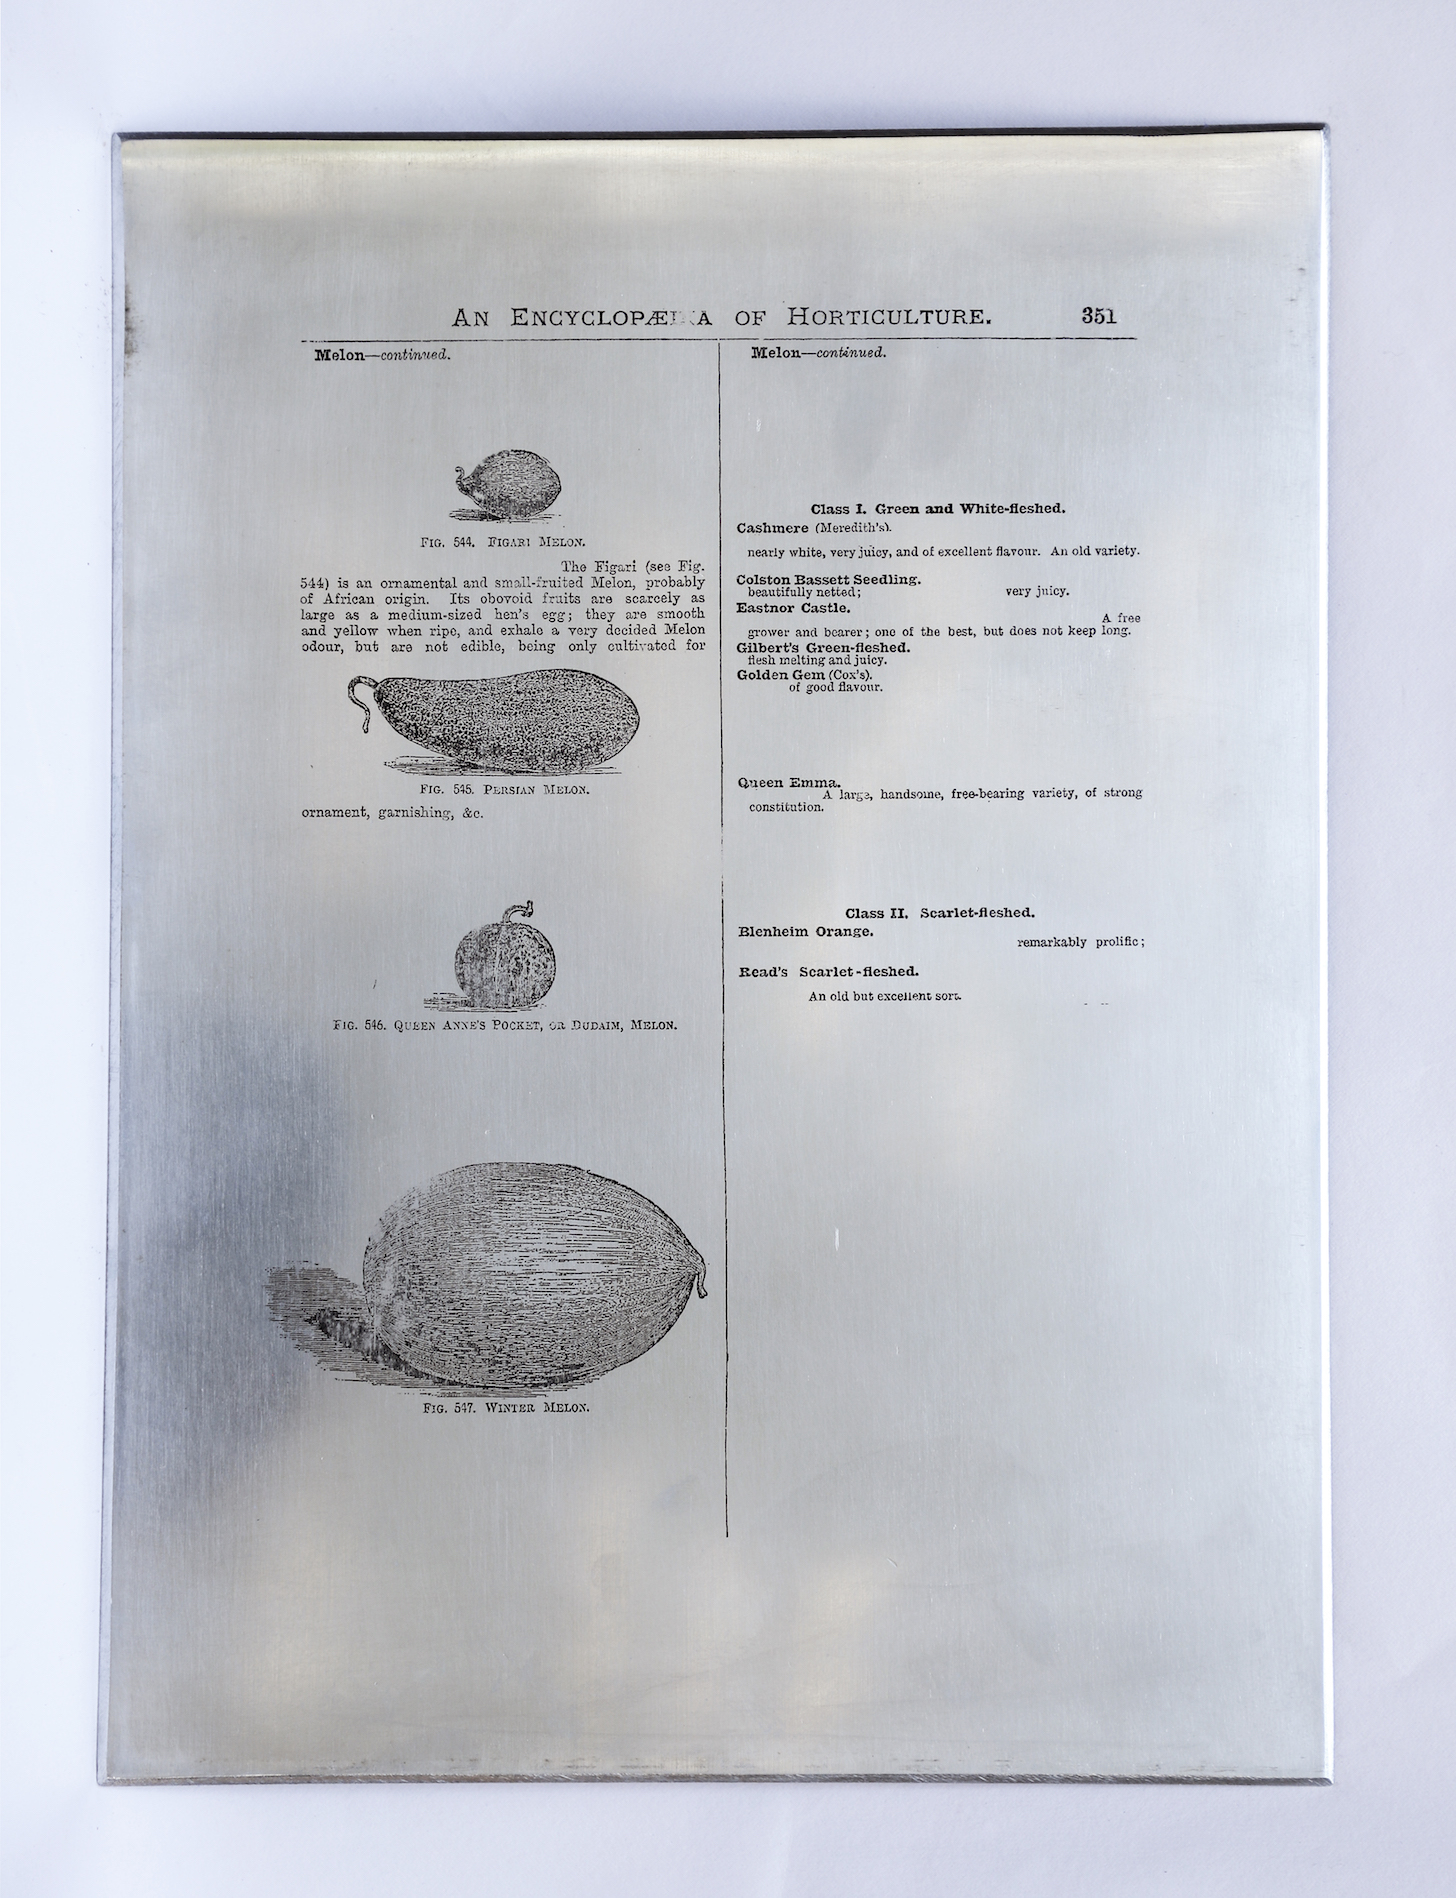 AN ENCYCLOPÆDIA OF HORTICULTURE. 351
Melon—continued.
FIG. 544. FIGARI MELON.
The Figari (see Fig.
544) is an ornamental and small-fruited Melon, probably
of African origin. Its obovoid fruits are scarcely as
large as a medium-sized hen's egg; they are smooth
and yellow when ripe, and exhale a very decided Melon
odour, but are not edible, being only cultivated for
FIG. 545. PERSIAN MELON.
ornament, garnishing, &c.
FIG. 546. QUEEN ANNE'S POCKET, OR DUDAIM, MELON.
FIG. 547. WINTER MELON.
Melon—continued.
Class I. Green and White-fleshed.
Cashmere (Meredith's).
nearly white, very juicy, and of excellent flavour. An old variety.
Colston Bassett Seedling.
beautifully netted; very juicy.
Eastnor Castle.
A free
grower and bearer; one of the best, but does not keep long.
Gilbert's Green-fleshed.
flesh melting and juicy.
Golden Gem (Cox's).
of good flavour.
Queen Emma.
A large, handsome, free-bearing variety, of strong
constitution.
Class II. Scarlet-fleshed.
Blenheim Orange.
remarkably prolific;
Read's Scarlet-fleshed.
An old but excellent sort.